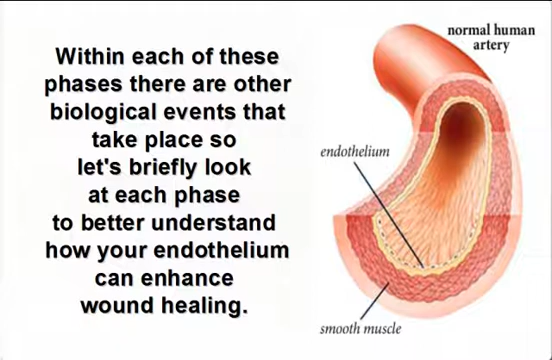 Within each of these
phases there are other
biological events that
take place so
let's briefly look
at each phase
to better understand
how your endothelium
can enhance
wound healing.
normal human
artery
endothelium
smooth muscle